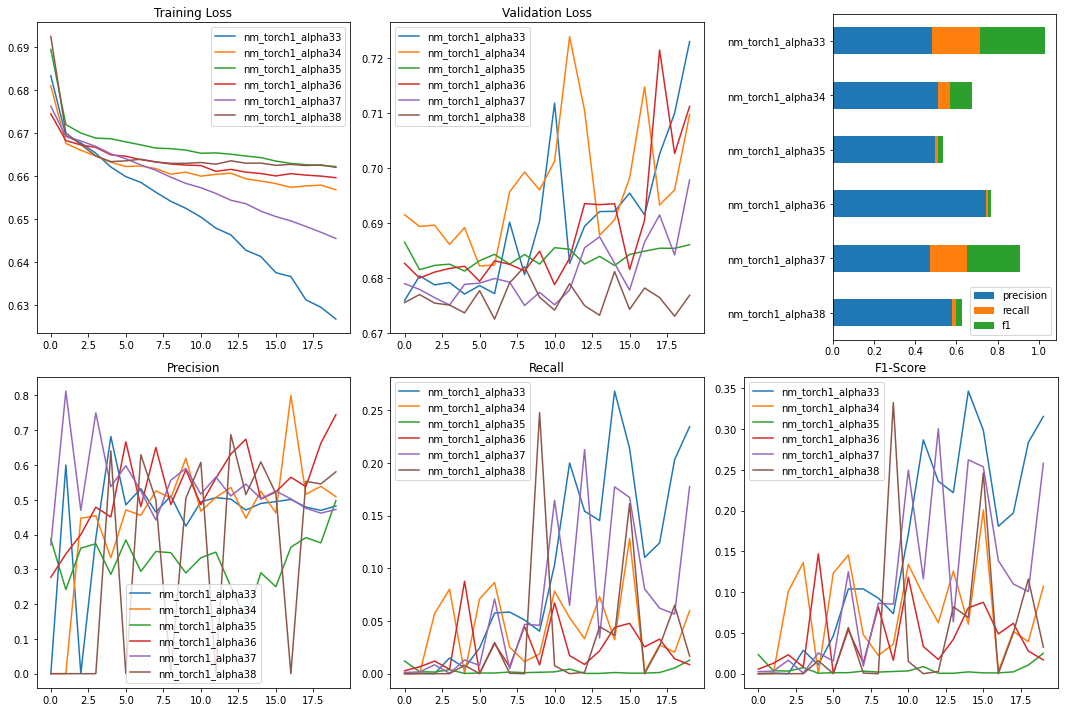 Training Loss
0.69
0.68
0.67
0.66
0.65
0.64
0.63
0.0 2.5 5.0 7.5 10.0 12.5 15.0 17.5
nm_torch1_alpha33
nm_torch1_alpha34
nm_torch1_alpha35
nm_torch1_alpha36
nm_torch1_alpha37
nm_torch1_alpha38
Validation Loss
0.72
0.71
0.70
0.69
0.68
0.67
0.0 2.5 5.0 7.5 10.0 12.5 15.0 17.5
nm_torch1_alpha33
nm_torch1_alpha34
nm_torch1_alpha35
nm_torch1_alpha36
nm_torch1_alpha37
nm_torch1_alpha38
nm_torch1_alpha33
nm_torch1_alpha34
nm_torch1_alpha35
nm_torch1_alpha36
nm_torch1_alpha37
nm_torch1_alpha38
precision
recall
f1
0.0 0.2 0.4 0.6 0.8 1.0
Precision
0.8
0.7
0.6
0.5
0.4
0.3
0.2
0.1
0.0
0.0 2.5 5.0 7.5 10.0 12.5 15.0 17.5
nm_torch1_alpha33
nm_torch1_alpha34
nm_torch1_alpha35
nm_torch1_alpha36
nm_torch1_alpha37
nm_torch1_alpha38
Recall
0.25
0.20
0.15
0.10
0.05
0.00
0.0 2.5 5.0 7.5 10.0 12.5 15.0 17.5
nm_torch1_alpha33
nm_torch1_alpha34
nm_torch1_alpha35
nm_torch1_alpha36
nm_torch1_alpha37
nm_torch1_alpha38
F1-Score
0.35
0.30
0.25
0.20
0.15
0.10
0.05
0.00
0.0 2.5 5.0 7.5 10.0 12.5 15.0 17.5
nm_torch1_alpha33
nm_torch1_alpha34
nm_torch1_alpha35
nm_torch1_alpha36
nm_torch1_alpha37
nm_torch1_alpha38